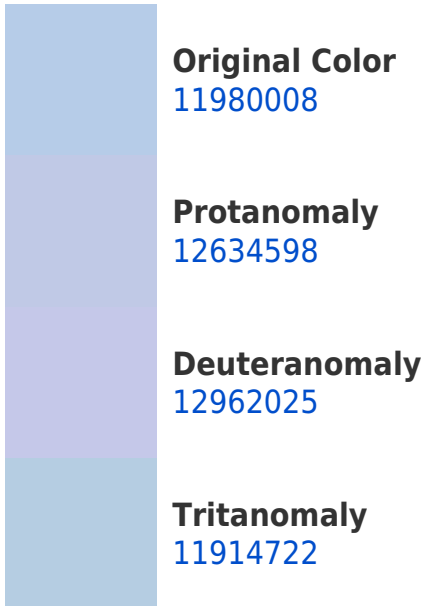 Original Color
11980008
Protanomaly
12634598
Deuteranomaly
12962025
Tritanomaly
11914722